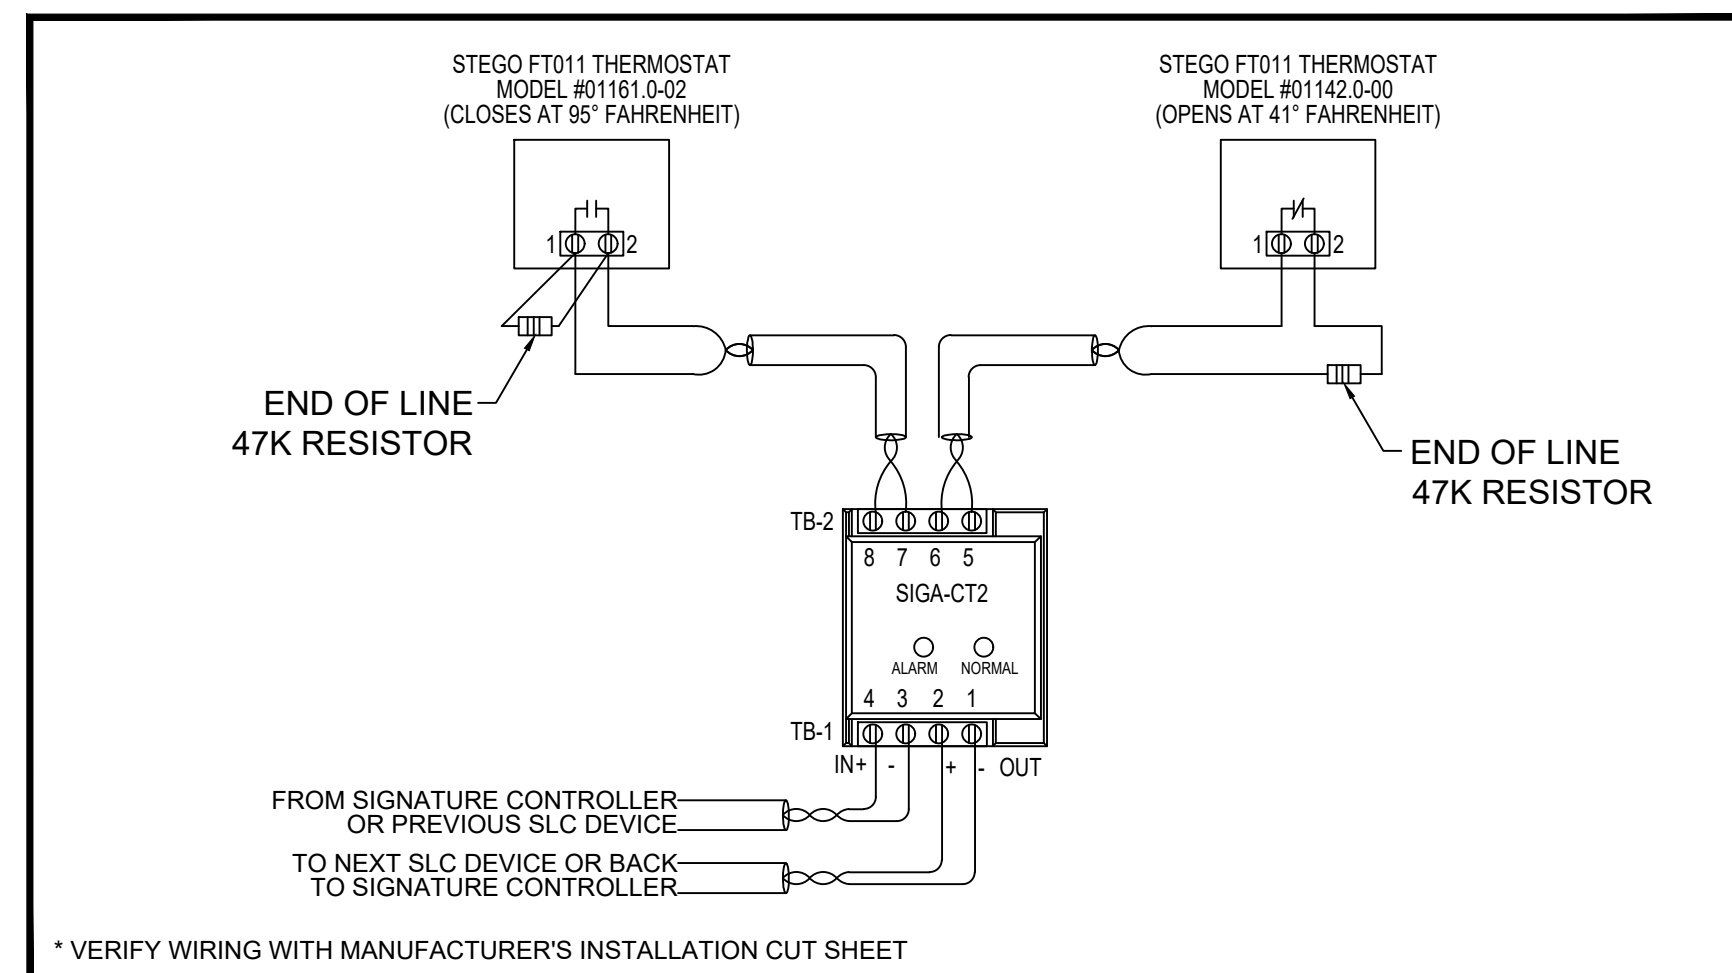 STEGO FT011 THERMOSTAT
MODEL #01161.0-02
(CLOSES AT 95° FAHRENHEIT)
STEGO FT011 THERMOSTAT
MODEL #01142.0-00
(OPENS AT 41° FAHRENHEIT)
1 2
1 2
END OF LINE
47K RESISTOR
END OF LINE
47K RESISTOR
TB-2
8 7 6 5
SIGA-CT2
ALARM NORMAL
4 3 2 1
TB-1
IN+ - + - OUT
FROM SIGNATURE CONTROLLER
OR PREVIOUS SLC DEVICE
TO NEXT SLC DEVICE OR BACK
TO SIGNATURE CONTROLLER
* VERIFY WIRING WITH MANUFACTURER'S INSTALLATION CUT SHEET